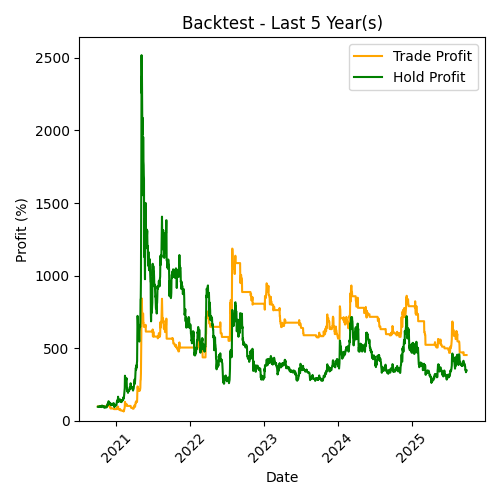 Backtest - Last 5 Year(s)
Trade Profit
Hold Profit
Profit (%)
2500
2000
1500
1000
500
0
2021
2022
2023
2024
2025
Date